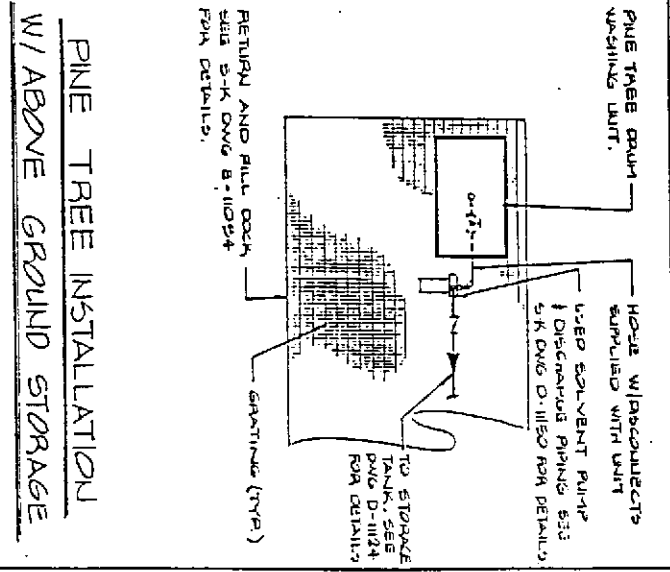 PINE TREE DRUM
WASHING UNIT.
HOSE W/DISCONNECTS
SUPPLIED WITH UNIT
USED SOLVENT PUMP
& DISCHARGE PIPING SEE
S-K DWG D-11150 FOR DETAILS.
TO STORAGE
TANK, SEE
DWG D-11124
FOR DETAILS
GRATING (TYP.)
RETURN AND FILL DOCK
SEE S-K DWG B-11054
FOR DETAILS.
PINE TREE INSTALLATION
W/ ABOVE GROUND STORAGE